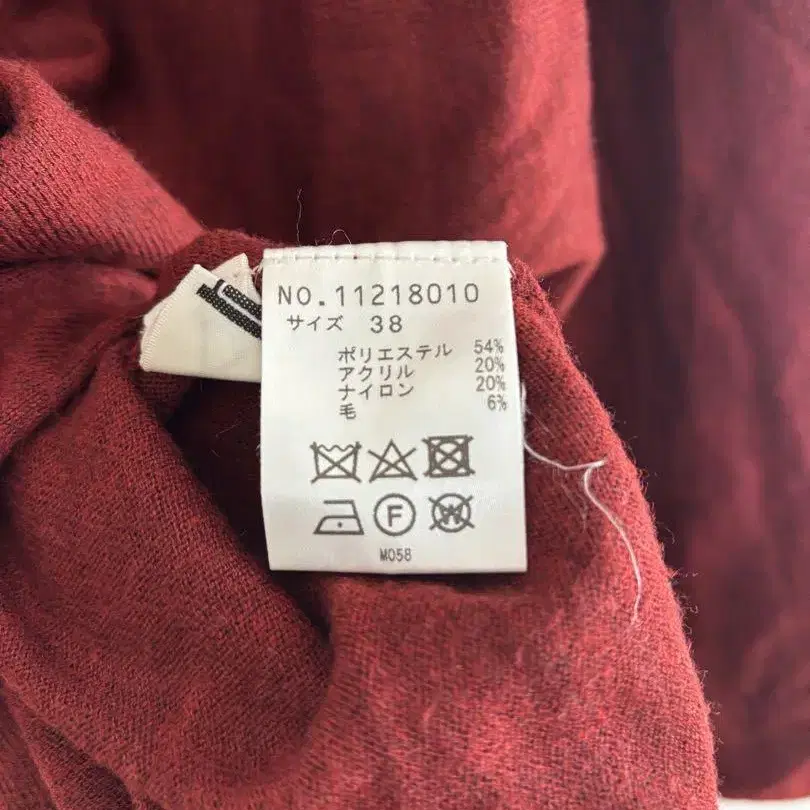 NO.11218010
サイズ 38
ポリエステル 54%
アクリル 20%
ナイロン 20%
毛 6%
F
W
M058